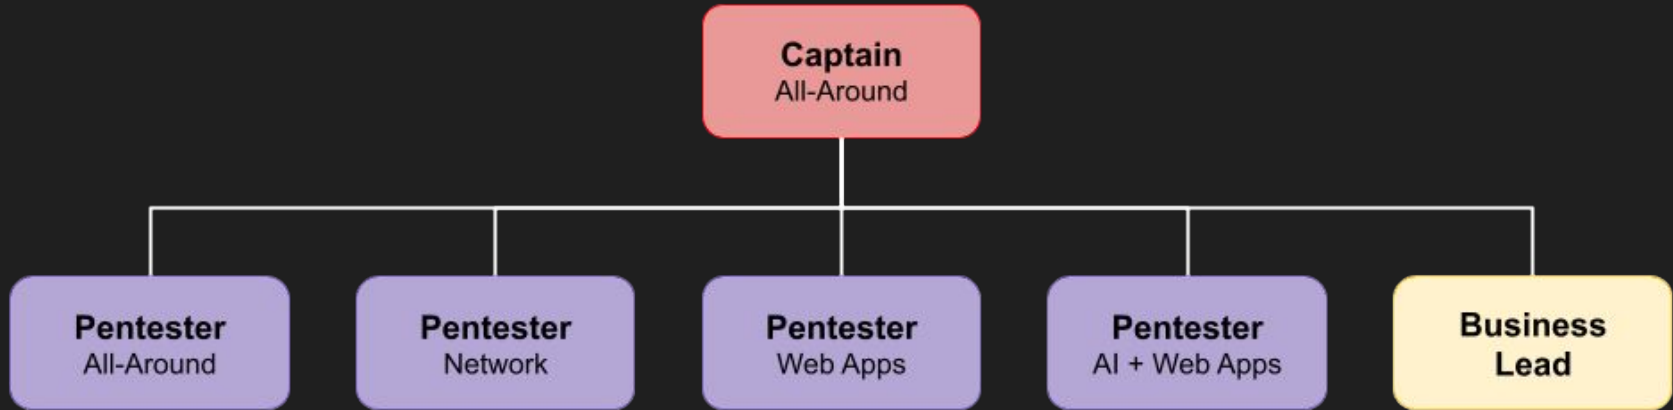 Captain
All-Around
Pentester
All-Around
Pentester
Network
Pentester
Web Apps
Pentester
AI + Web Apps
Business
Lead